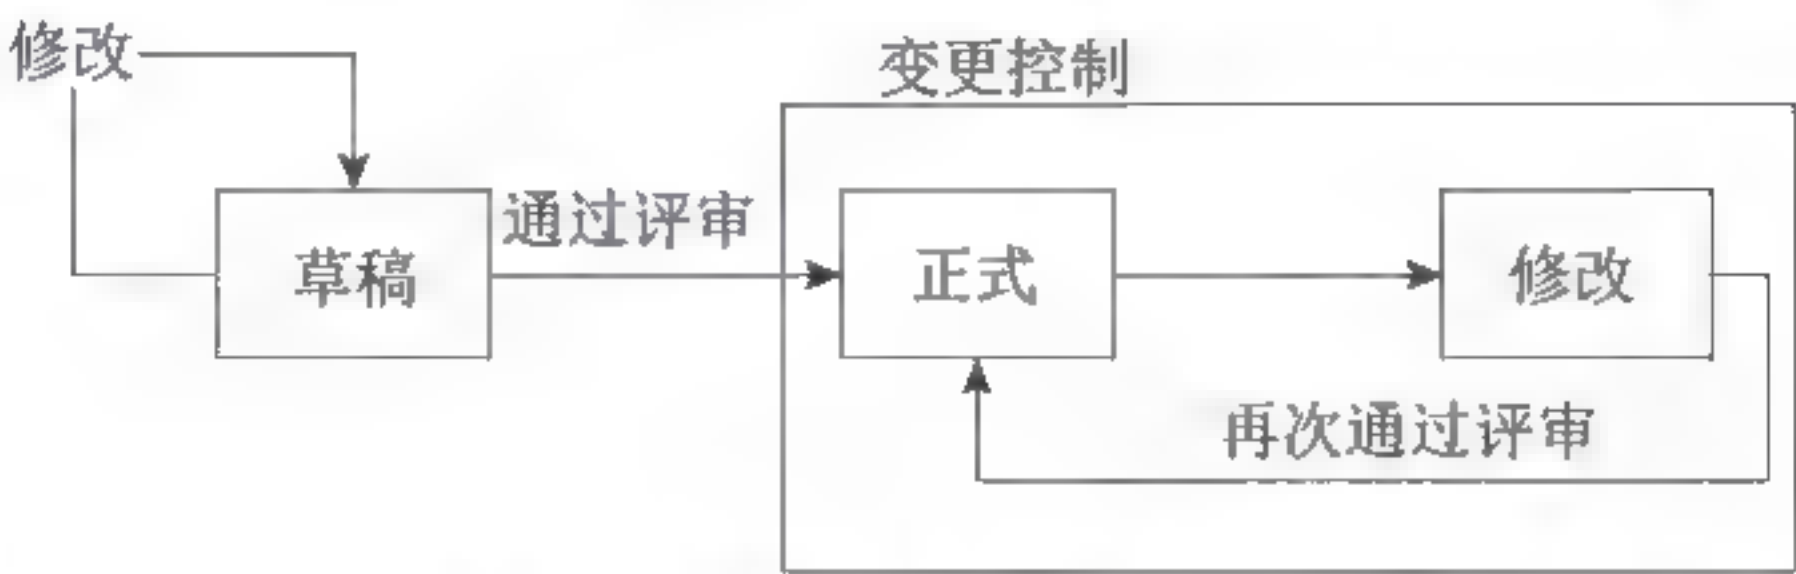 修改
变更控制
通过评审
草稿
正式
修改
再次通过评审